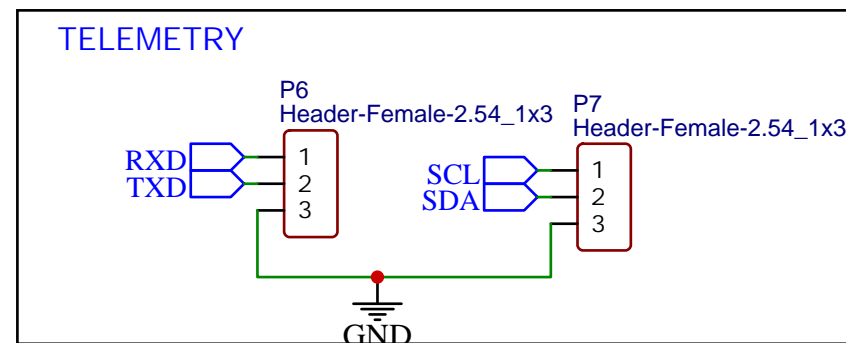 TELEMETRY
P6
Header-Female-2.54_1x3
RXD
TXD
1
2
3
P7
Header-Female-2.54_1x3
SCL
SDA
1
2
3
GND